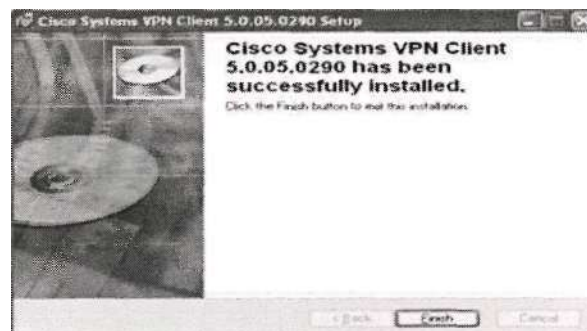 Cisco Systems VPN Client 5.0.05.0290 Setup
Cisco Systems VPN Client
5.0.05.0290 has been
successfully installed.
Click the Finish button to exit this installation.
< Back
Finish
Cancel